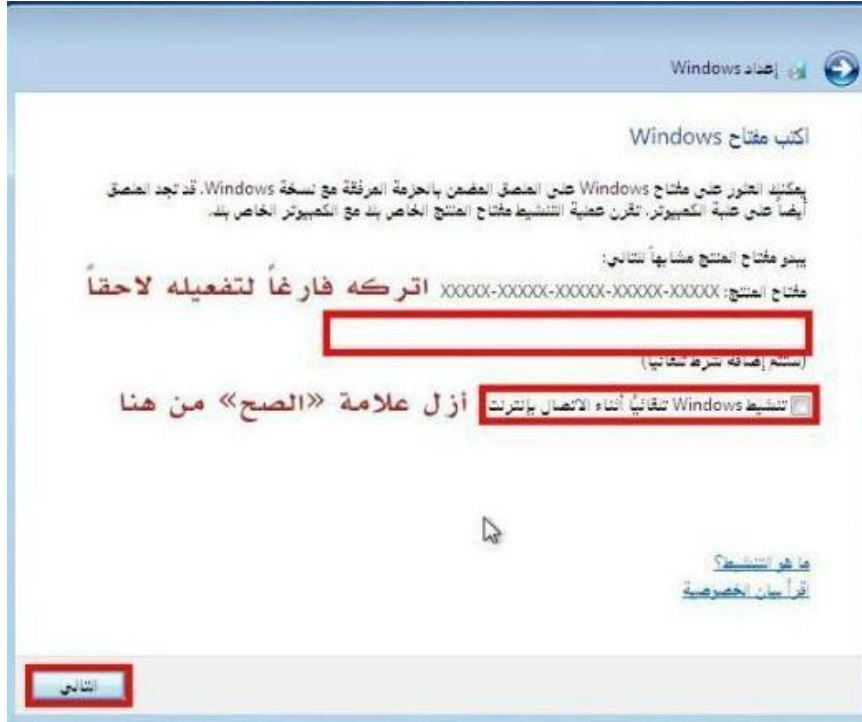 إعداد Windows
اكتب مفتاح Windows
يمكنك العثور على مفتاح Windows على الملصق المضمن بالحزمة المرفقة مع نسخة Windows. قد تجد الملصق
أيضاً على علبة الكمبيوتر. تقرن عملية التنشيط مفتاح المنتج الخاص بك مع الكمبيوتر الخاص بك.
يبدو مفتاح المنتج مشابهاً للتالي:
مفتاح المنتج: XXXXX-XXXXX-XXXXX-XXXXX-XXXXX اتركه فارغاً لتفعيله لاحقاً
(ستتم إضافة شرط تلقائياً)
تنشيط Windows تلقائياً أثناء الاتصال بإنترنت أزل علامة «الصح» من هنا
ما هو التنشيط؟
اقرأ بيان الخصوصية
التالي